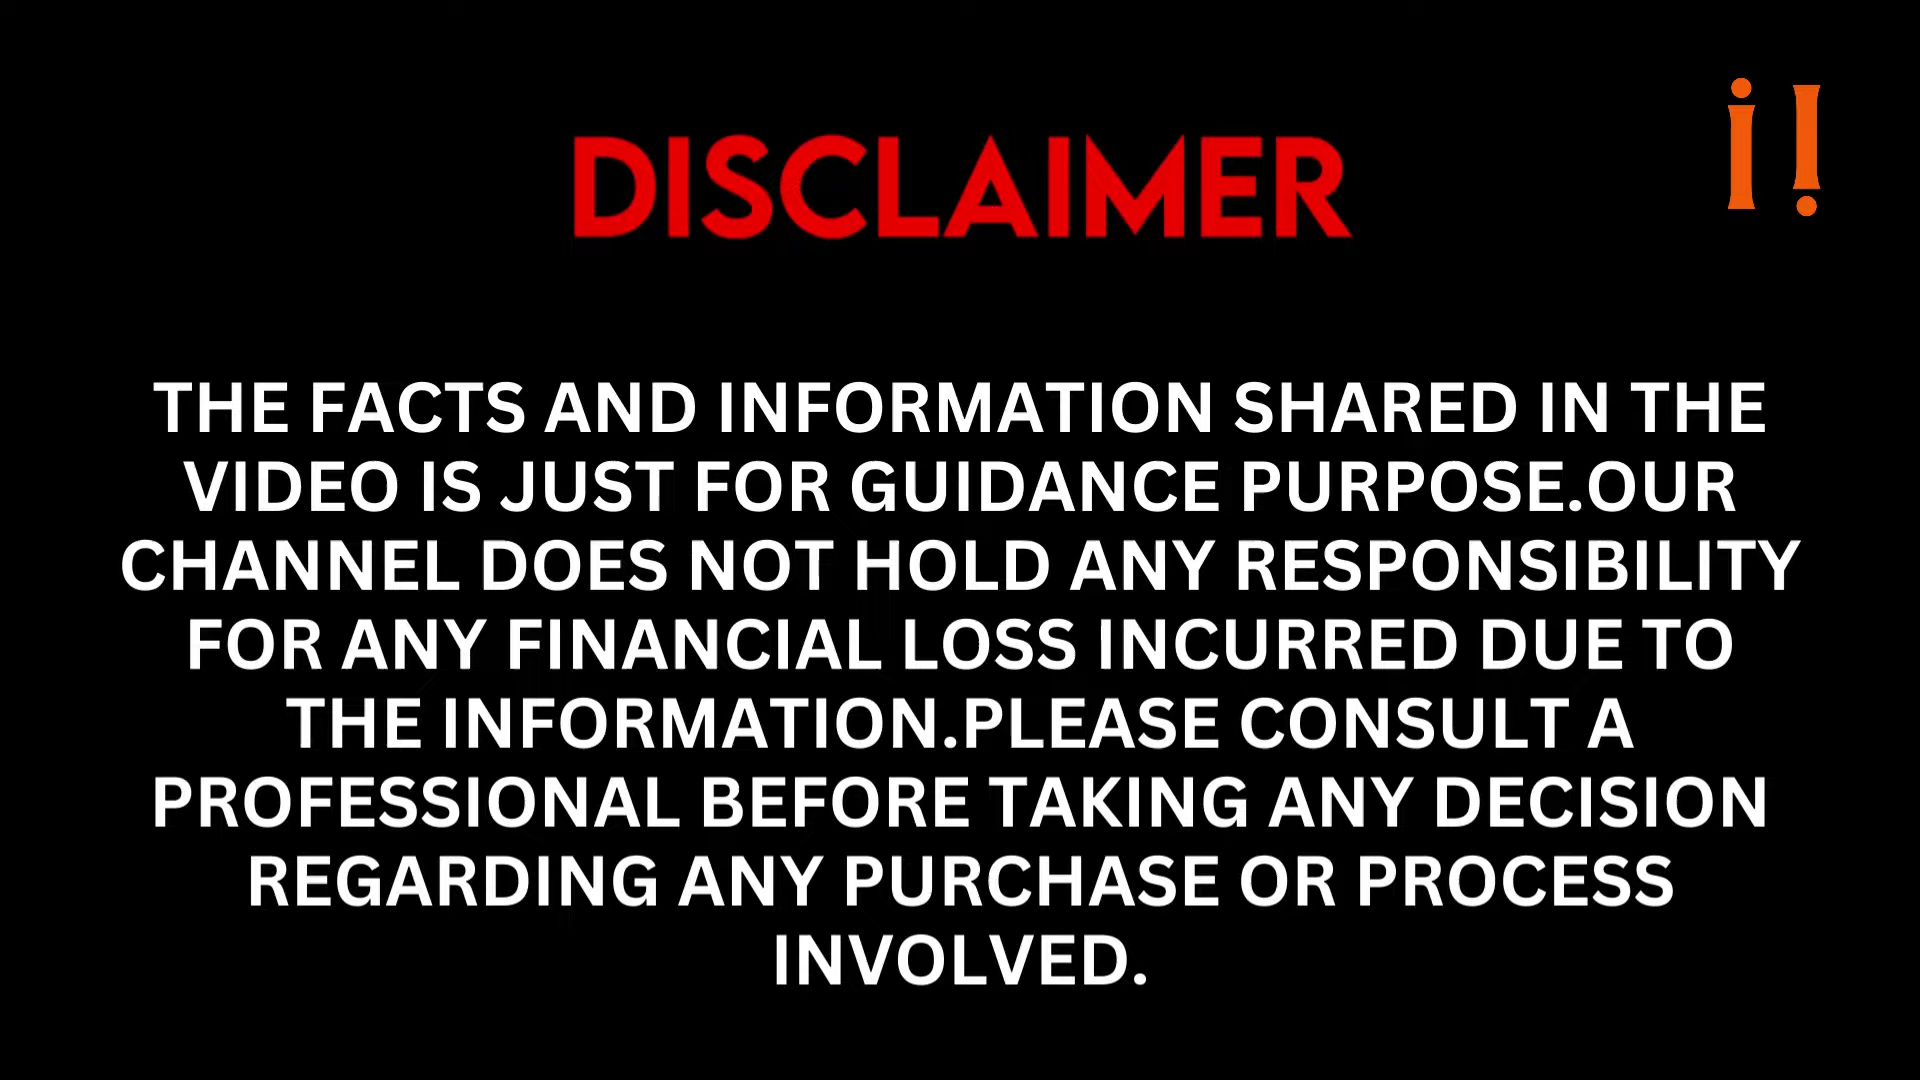 DISCLAIMER
THE FACTS AND INFORMATION SHARED IN THE
VIDEO IS JUST FOR GUIDANCE PURPOSE.OUR
CHANNEL DOES NOT HOLD ANY RESPONSIBILITY
FOR ANY FINANCIAL LOSS INCURRED DUE TO
THE INFORMATION.PLEASE CONSULT A
PROFESSIONAL BEFORE TAKING ANY DECISION
REGARDING ANY PURCHASE OR PROCESS
INVOLVED.